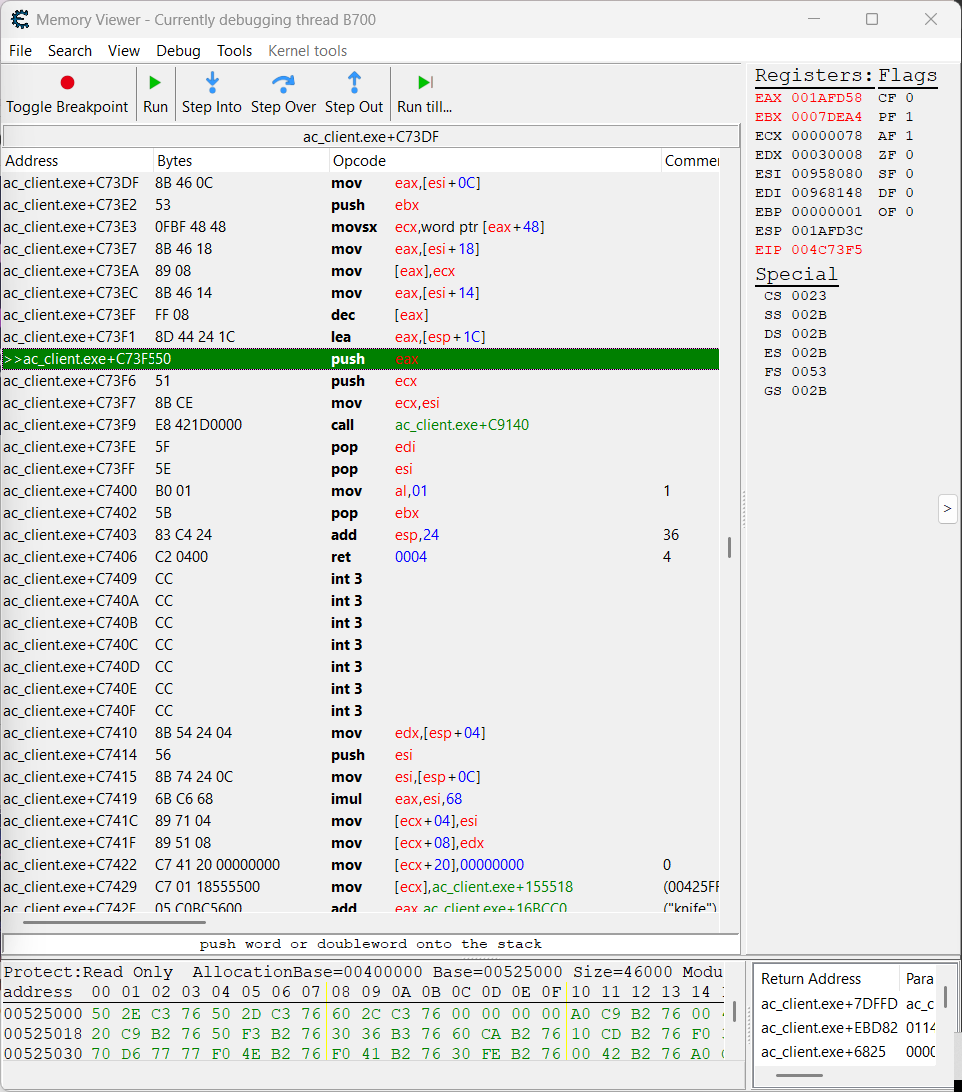 Memory Viewer - Currently debugging thread B700
File Search View Debug Tools Kernel tools
Toggle Breakpoint Run Step Into Step Over Step Out Run till...
ac_client.exe+C73DF
Address Bytes Opcode Commer
ac_client.exe+C73DF 8B 46 0C mov eax,[esi+0C]
ac_client.exe+C73E2 53 push ebx
ac_client.exe+C73E3 0FBF 48 48 movsx ecx,word ptr [eax+48]
ac_client.exe+C73E7 8B 46 18 mov eax,[esi+18]
ac_client.exe+C73EA 89 08 mov [eax],ecx
ac_client.exe+C73EC 8B 46 14 mov eax,[esi+14]
ac_client.exe+C73EF FF 08 dec [eax]
ac_client.exe+C73F1 8D 44 24 1C lea eax,[esp+1C]
>>ac_client.exe+C73F550 push eax
ac_client.exe+C73F6 51 push ecx
ac_client.exe+C73F7 8B CE mov ecx,esi
ac_client.exe+C73F9 E8 421D0000 call ac_client.exe+C9140
ac_client.exe+C73FE 5F pop edi
ac_client.exe+C73FF 5E pop esi
ac_client.exe+C7400 B0 01 mov al,01 1
ac_client.exe+C7402 5B pop ebx
ac_client.exe+C7403 83 C4 24 add esp,24 36
ac_client.exe+C7406 C2 0400 ret 0004 4
ac_client.exe+C7409 CC int 3
ac_client.exe+C740A CC int 3
ac_client.exe+C740B CC int 3
ac_client.exe+C740C CC int 3
ac_client.exe+C740D CC int 3
ac_client.exe+C740E CC int 3
ac_client.exe+C740F CC int 3
ac_client.exe+C7410 8B 54 24 04 mov edx,[esp+04]
ac_client.exe+C7414 56 push esi
ac_client.exe+C7415 8B 74 24 0C mov esi,[esp+0C]
ac_client.exe+C7419 6B C6 68 imul eax,esi,68
ac_client.exe+C741C 89 71 04 mov [ecx+04],esi
ac_client.exe+C741F 89 51 08 mov [ecx+08],edx
ac_client.exe+C7422 C7 41 20 00000000 mov [ecx+20],00000000 0
ac_client.exe+C7429 C7 01 18555500 mov [ecx],ac_client.exe+155518 (00425FF
ac_client.exe+C742F 05 C0BC5600 add eax,ac_client.exe+16BCC0 ("knife")
push word or doubleword onto the stack
Registers: Flags
EAX 001AFD58 CF 0
EBX 0007DEA4 PF 1
ECX 00000078 AF 1
EDX 00030008 ZF 0
ESI 00958080 SF 0
EDI 00968148 DF 0
EBP 00000001 OF 0
ESP 001AFD3C
EIP 004C73F5
Special
CS 0023
SS 002B
DS 002B
ES 002B
FS 0053
GS 002B
>
Protect:Read Only AllocationBase=00400000 Base=00525000 Size=46000 Modu
address 00 01 02 03 04 05 06 07 08 09 0A 0B 0C 0D 0E 0F 10 11 12 13 14
00525000 50 2E C3 76 50 2D C3 76 60 2C C3 76 00 00 00 00 A0 C9 B2 76 00
00525018 20 C9 B2 76 50 F3 B2 76 30 36 B3 76 60 CA B2 76 10 CD B2 76 F0
00525030 70 D6 77 77 F0 4E B2 76 F0 41 B2 76 30 FE B2 76 00 42 B2 76 A0
Return Address Para
ac_client.exe+7DFFD ac_c
ac_client.exe+EBD82 0114
ac_client.exe+6825 0000